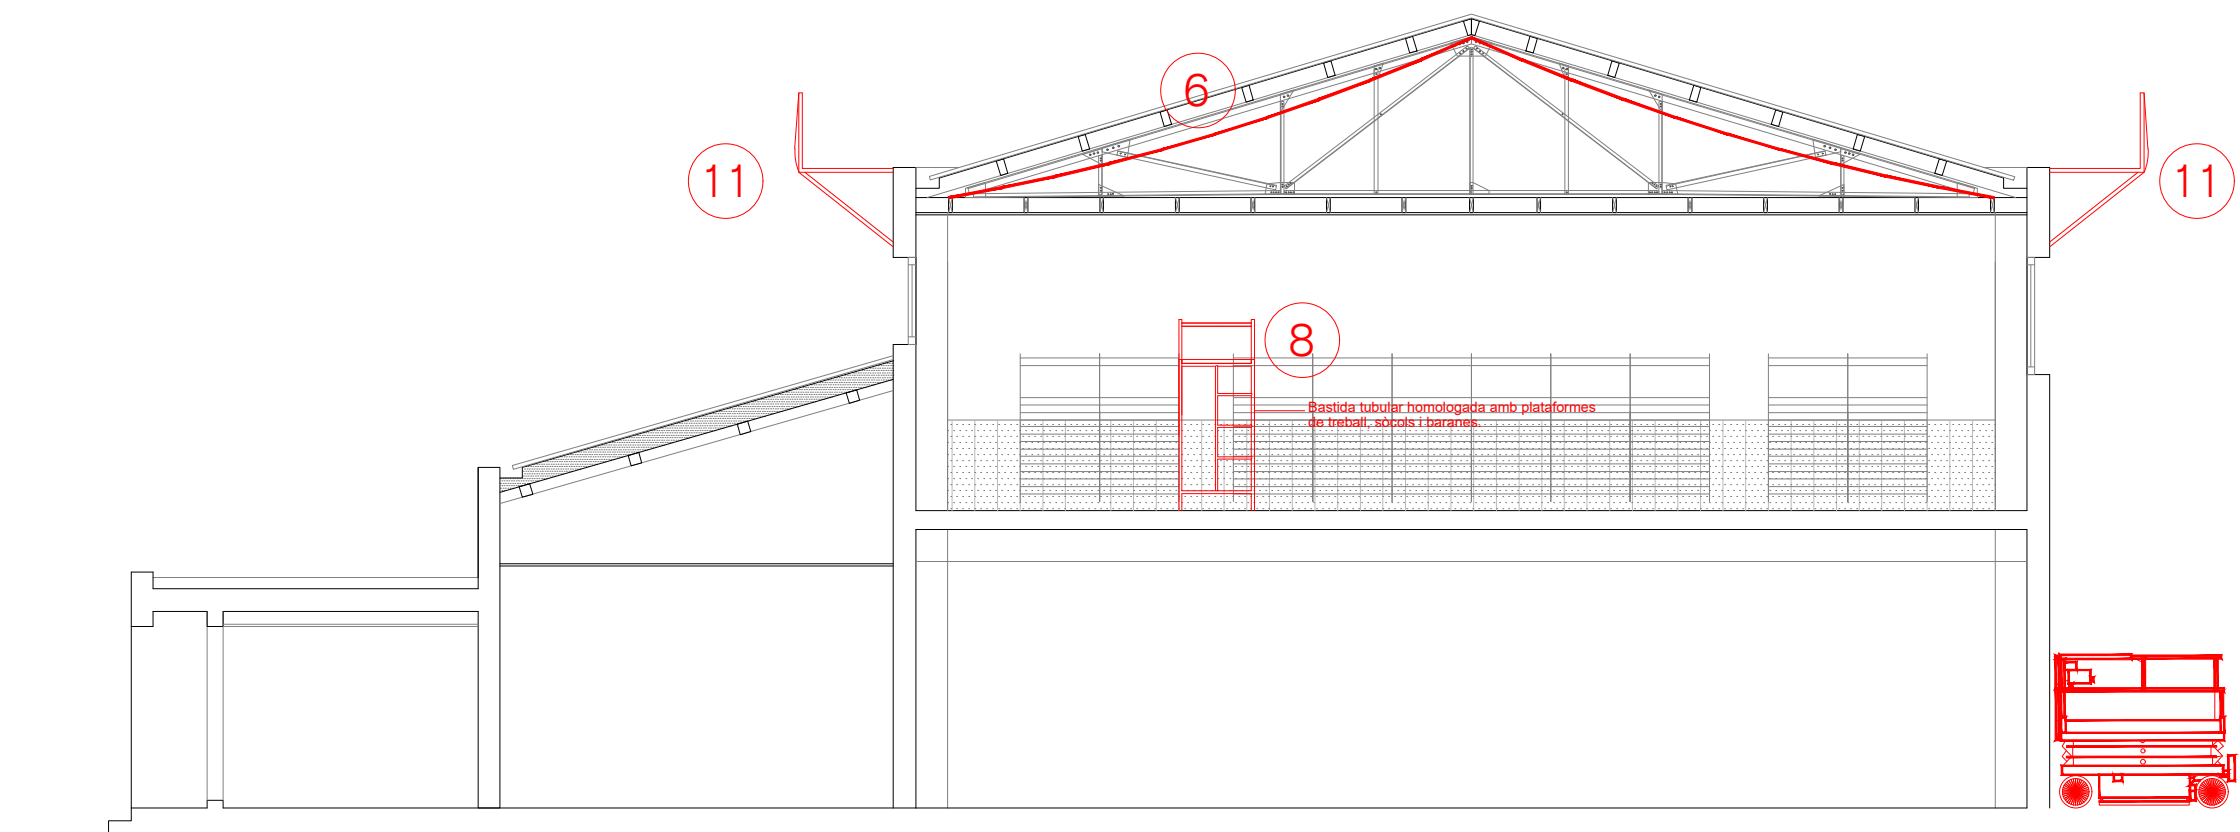 6
11
11
8
Bastida tubular homologada amb plataformes
de treball, sòcols i baranes.